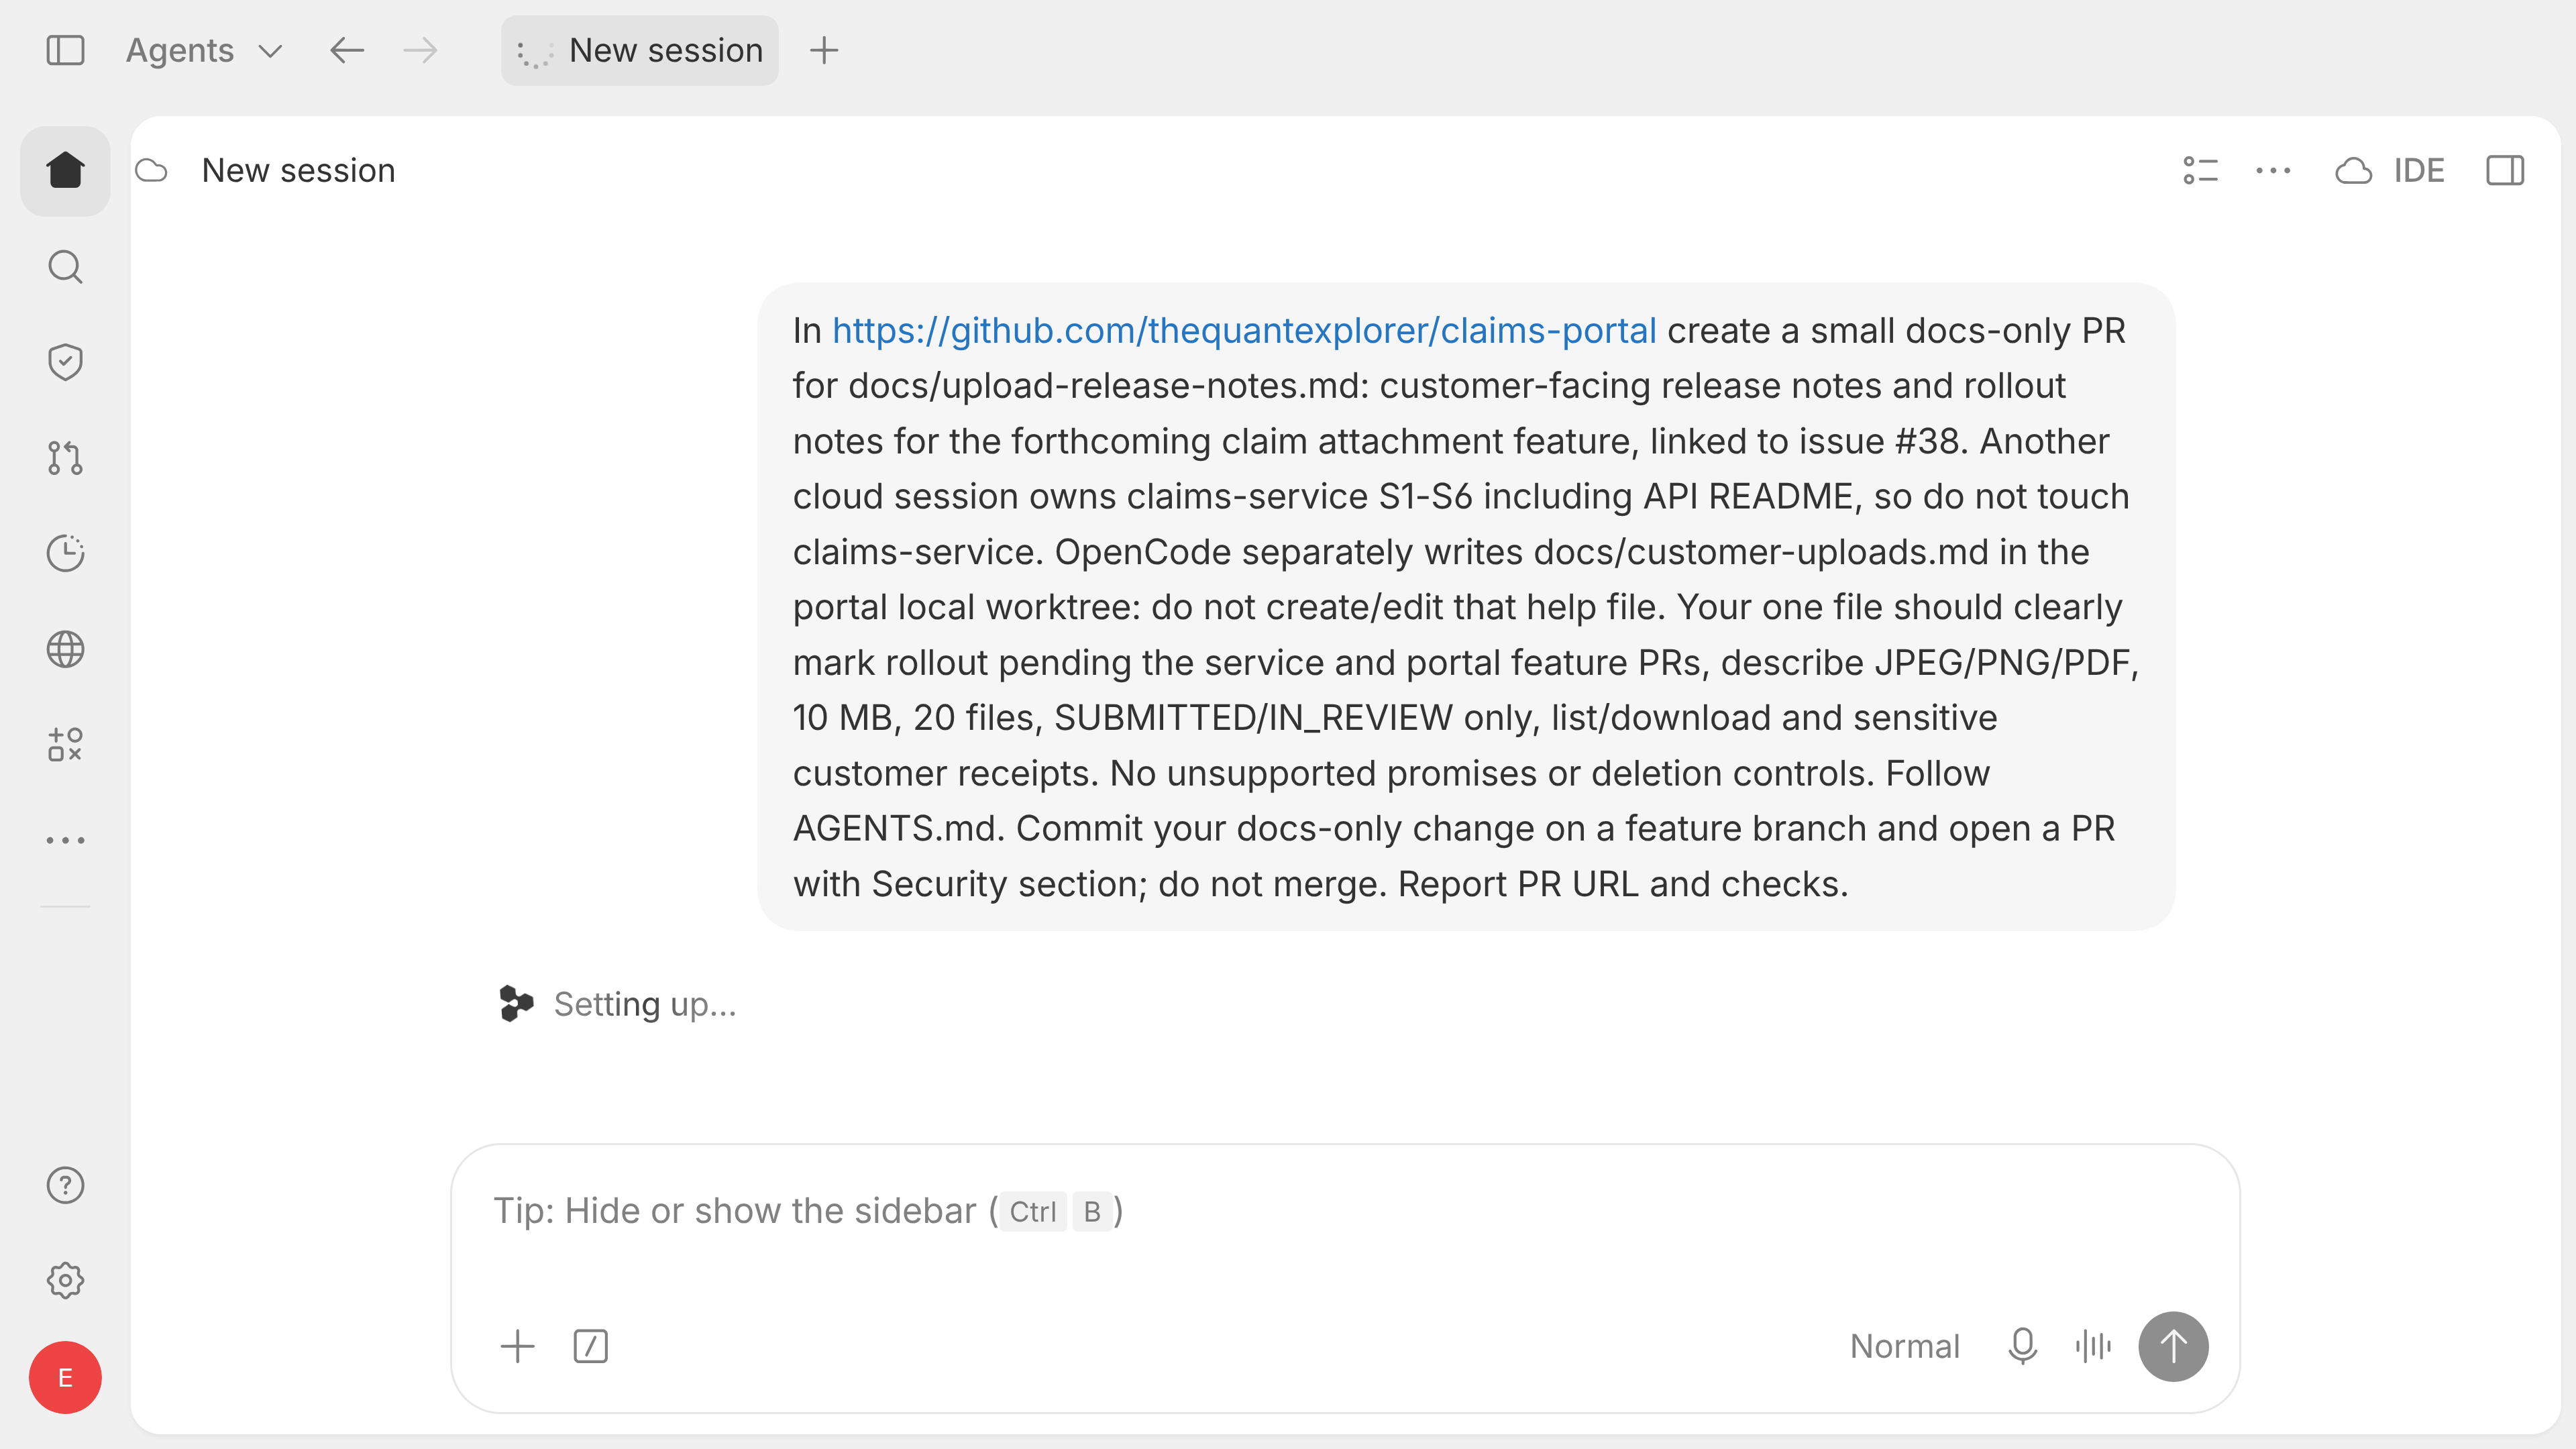 Agents
New session
New session
IDE
In https://github.com/thequantexplorer/claims-portal create a small docs-only PR
for docs/upload-release-notes.md: customer-facing release notes and rollout
notes for the forthcoming claim attachment feature, linked to issue #38. Another
cloud session owns claims-service S1-S6 including API README, so do not touch
claims-service. OpenCode separately writes docs/customer-uploads.md in the
portal local worktree: do not create/edit that help file. Your one file should clearly
mark rollout pending the service and portal feature PRs, describe JPEG/PNG/PDF,
10 MB, 20 files, SUBMITTED/IN_REVIEW only, list/download and sensitive
customer receipts. No unsupported promises or deletion controls. Follow
AGENTS.md. Commit your docs-only change on a feature branch and open a PR
with Security section; do not merge. Report PR URL and checks.
Setting up...
Tip: Hide or show the sidebar (Ctrl B)
Normal
E